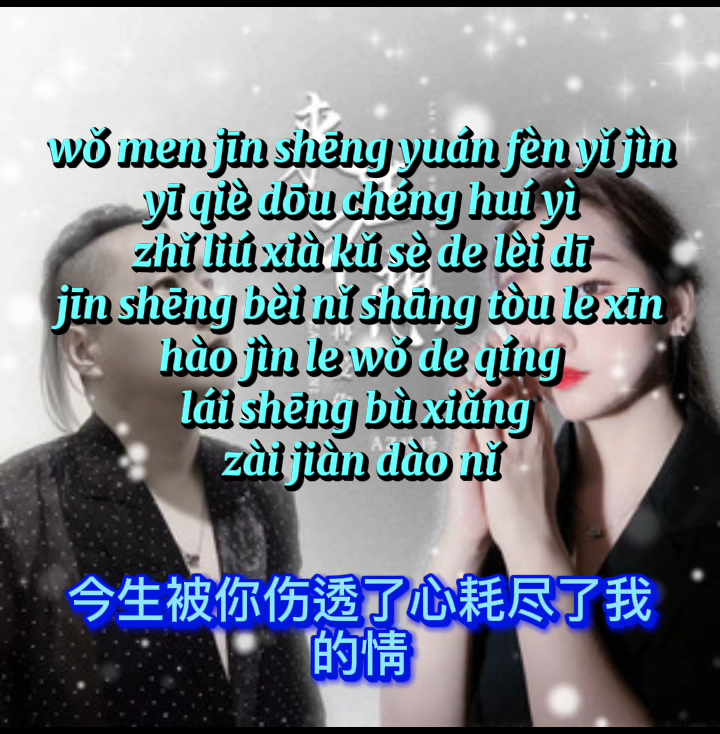 wǒ men jīn shēng yuán fèn yǐ jìn
yī qiè dōu chéng huí yì
zhǐ liú xià kǔ sè de lèi dī
jīn shēng bèi nǐ shāng tòu le xīn
hào jìn le wǒ de qíng
lái shēng bù xiǎng
zài jiàn dào nǐ
今生被你伤透了心耗尽了我
的情